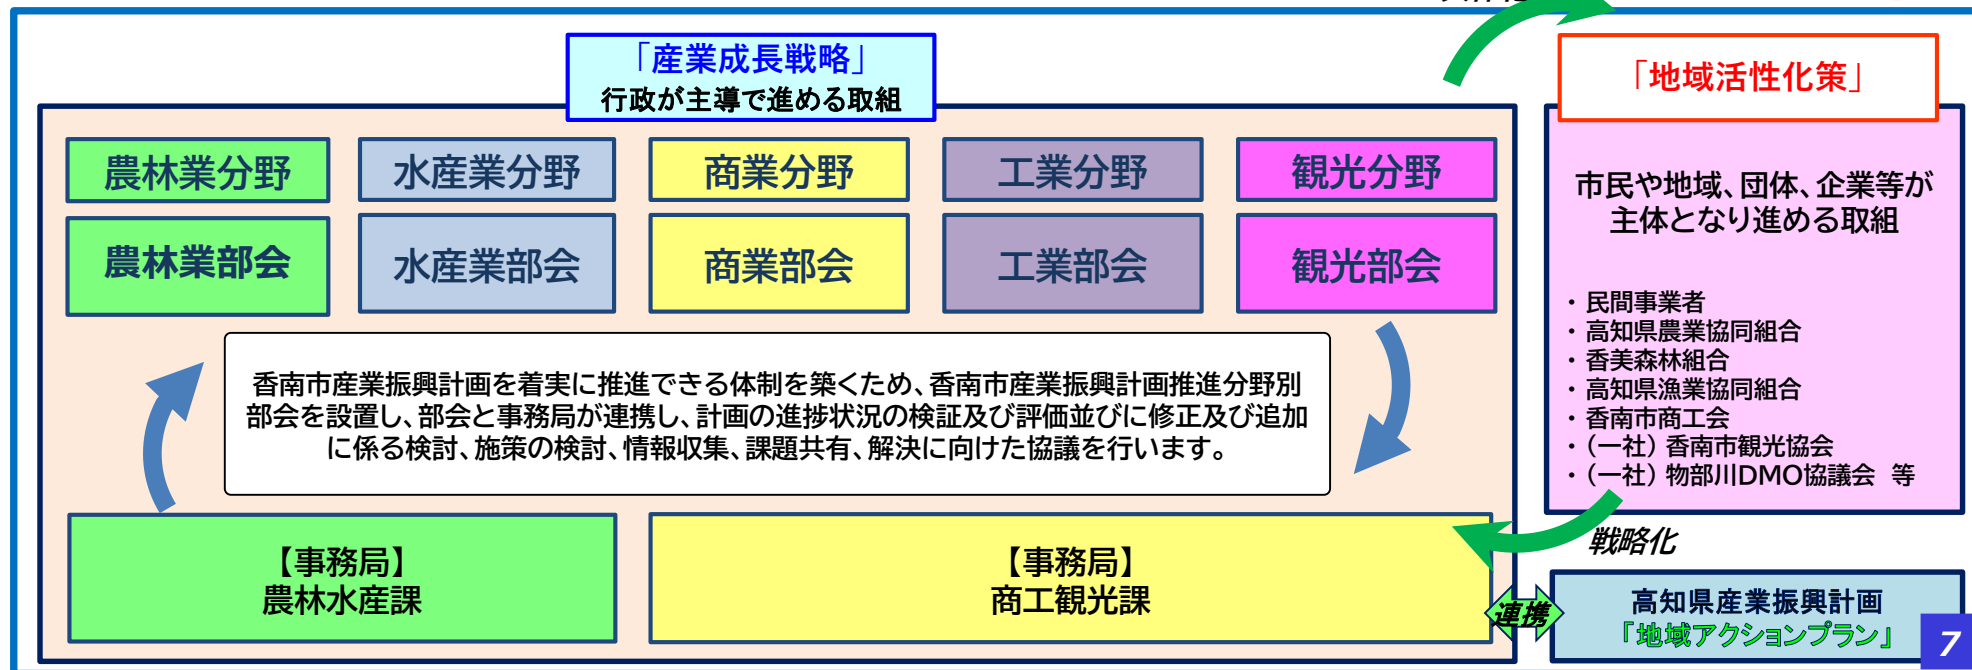 「産業成長戦略」
行政が主導で進める取組
農林業分野
水産業分野
商業分野
工業分野
観光分野
農林業部会
水産業部会
商業部会
工業部会
観光部会
香南市産業振興計画を着実に推進できる体制を築くため、香南市産業振興計画推進分野別
部会を設置し、部会と事務局が連携し、計画の進捗状況の検証及び評価並びに修正及び追加
に係る検討、施策の検討、情報収集、課題共有、解決に向けた協議を行います。
【事務局】
農林水産課
【事務局】
商工観光課
「地域活性化策」
市民や地域、団体、企業等が
主体となり進める取組
・民間事業者
・高知県農業協同組合
・香美森林組合
・高知県漁業協同組合
・香南市商工会
・（一社）香南市観光協会
・（一社）物部川DMO協議会　等
戦略化
連携
高知県産業振興計画
「地域アクションプラン」
7